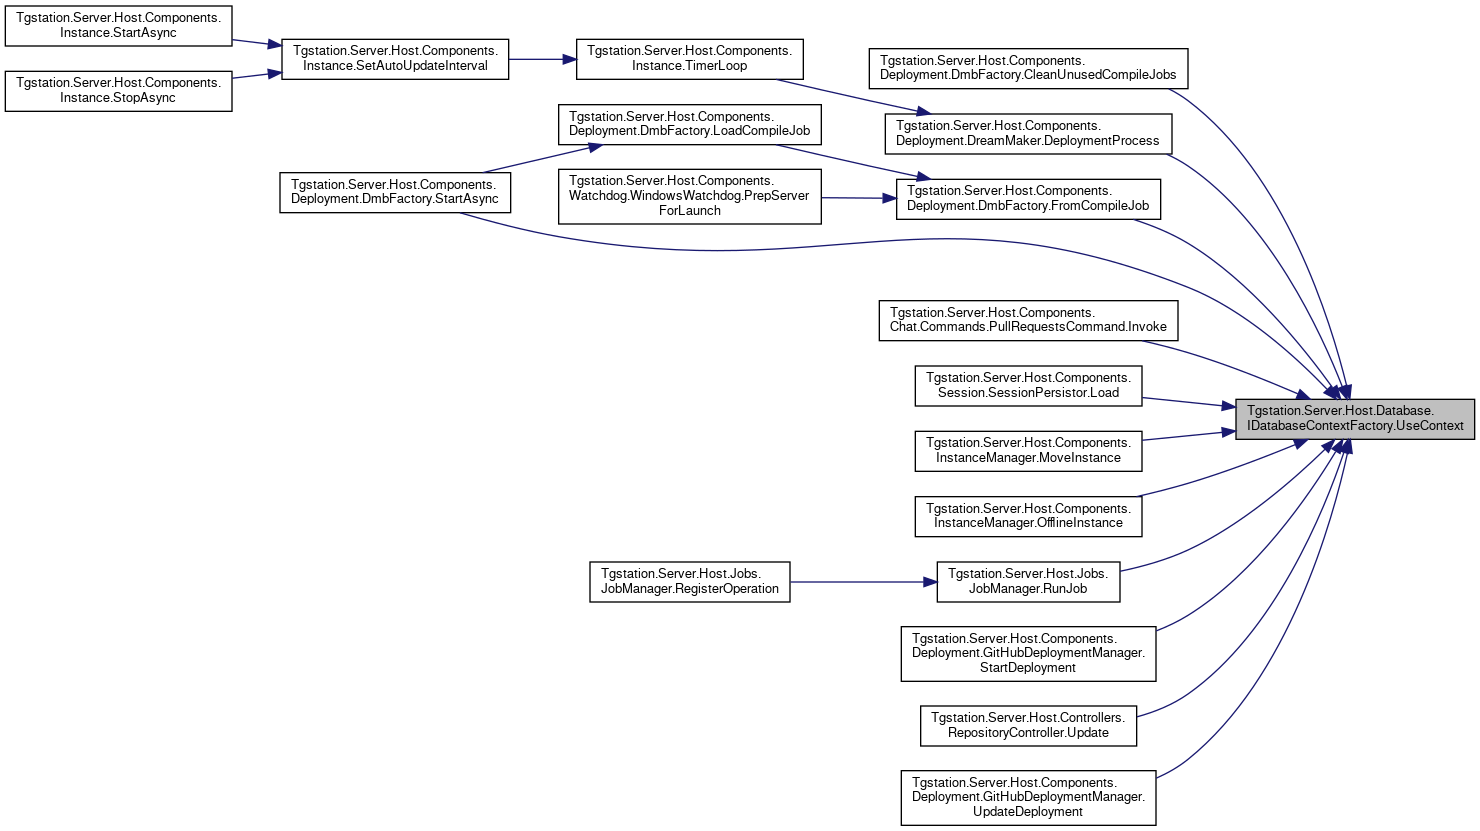 Tgstation.Server.Host.Components.
Instance.StartAsync
Tgstation.Server.Host.Components.
Instance.StopAsync
Tgstation.Server.Host.Components.
Instance.SetAutoUpdateInterval
Tgstation.Server.Host.Components.
Instance.TimerLoop
Tgstation.Server.Host.Components.
Deployment.DmbFactory.CleanUnusedCompileJobs
Tgstation.Server.Host.Components.
Deployment.DmbFactory.LoadCompileJob
Tgstation.Server.Host.Components.
Deployment.DreamMaker.DeploymentProcess
Tgstation.Server.Host.Components.
Deployment.DmbFactory.StartAsync
Tgstation.Server.Host.Components.
Watchdog.WindowsWatchdog.PrepServer
ForLaunch
Tgstation.Server.Host.Components.
Deployment.DmbFactory.FromCompileJob
Tgstation.Server.Host.Components.
Chat.Commands.PullRequestsCommand.Invoke
Tgstation.Server.Host.Components.
Session.SessionPersistor.Load
Tgstation.Server.Host.Database.
IDatabaseContextFactory.UseContext
Tgstation.Server.Host.Components.
InstanceManager.MoveInstance
Tgstation.Server.Host.Components.
InstanceManager.OfflineInstance
Tgstation.Server.Host.Jobs.
JobManager.RegisterOperation
Tgstation.Server.Host.Jobs.
JobManager.RunJob
Tgstation.Server.Host.Components.
Deployment.GitHubDeploymentManager.
StartDeployment
Tgstation.Server.Host.Controllers.
RepositoryController.Update
Tgstation.Server.Host.Components.
Deployment.GitHubDeploymentManager.
UpdateDeployment